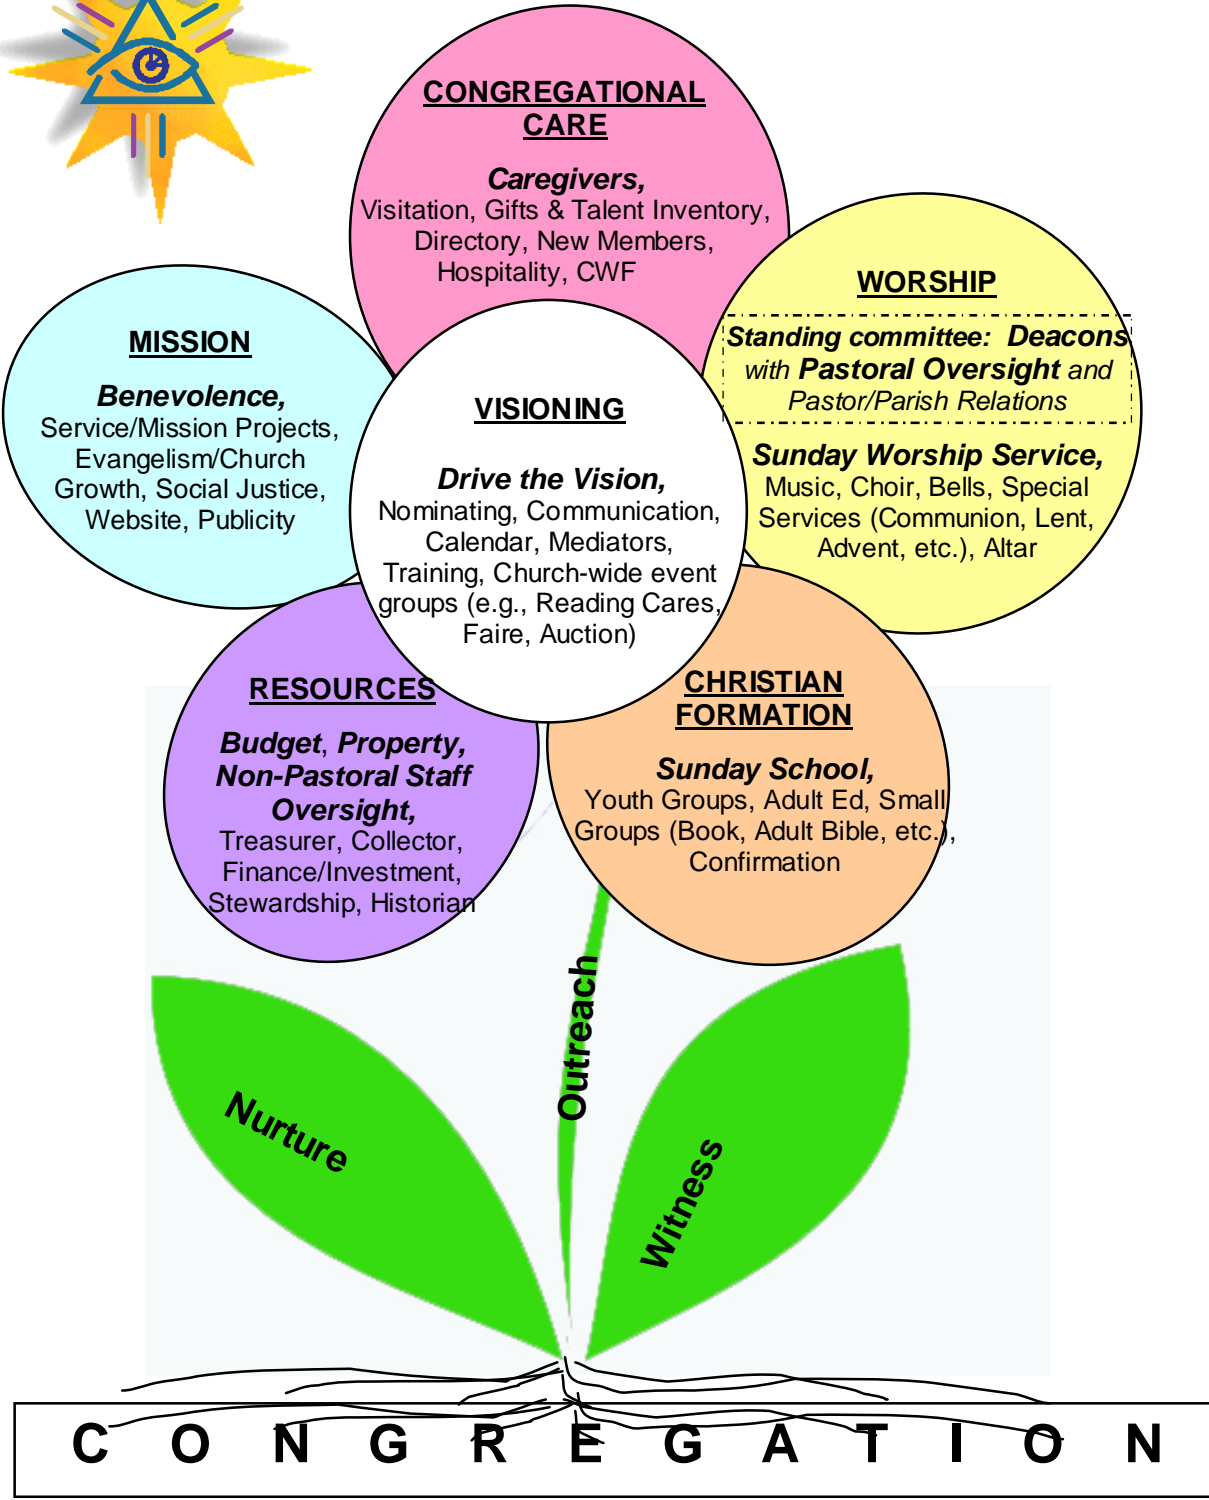 CONGREGATIONAL
CARE
Caregivers,
Visitation, Gifts & Talent Inventory,
Directory, New Members,
Hospitality, CWF
WORSHIP
Standing committee: Deacons
with Pastoral Oversight and
Pastor/Parish Relations
Sunday Worship Service,
Music, Choir, Bells, Special
Services (Communion, Lent,
Advent, etc.), Altar
MISSION
Benevolence,
Service/Mission Projects,
Evangelism/Church
Growth, Social Justice,
Website, Publicity
VISIONING
Drive the Vision,
Nominating, Communication,
Calendar, Mediators,
Training, Church-wide event
groups (e.g., Reading Cares,
Faire, Auction)
RESOURCES
Budget, Property,
Non-Pastoral Staff
Oversight,
Treasurer, Collector,
Finance/Investment,
Stewardship, Historian
CHRISTIAN
FORMATION
Sunday School,
Youth Groups, Adult Ed, Small
Groups (Book, Adult Bible, etc.),
Confirmation
Nurture
Outreach
Witness
C O N G R E G A T I O N